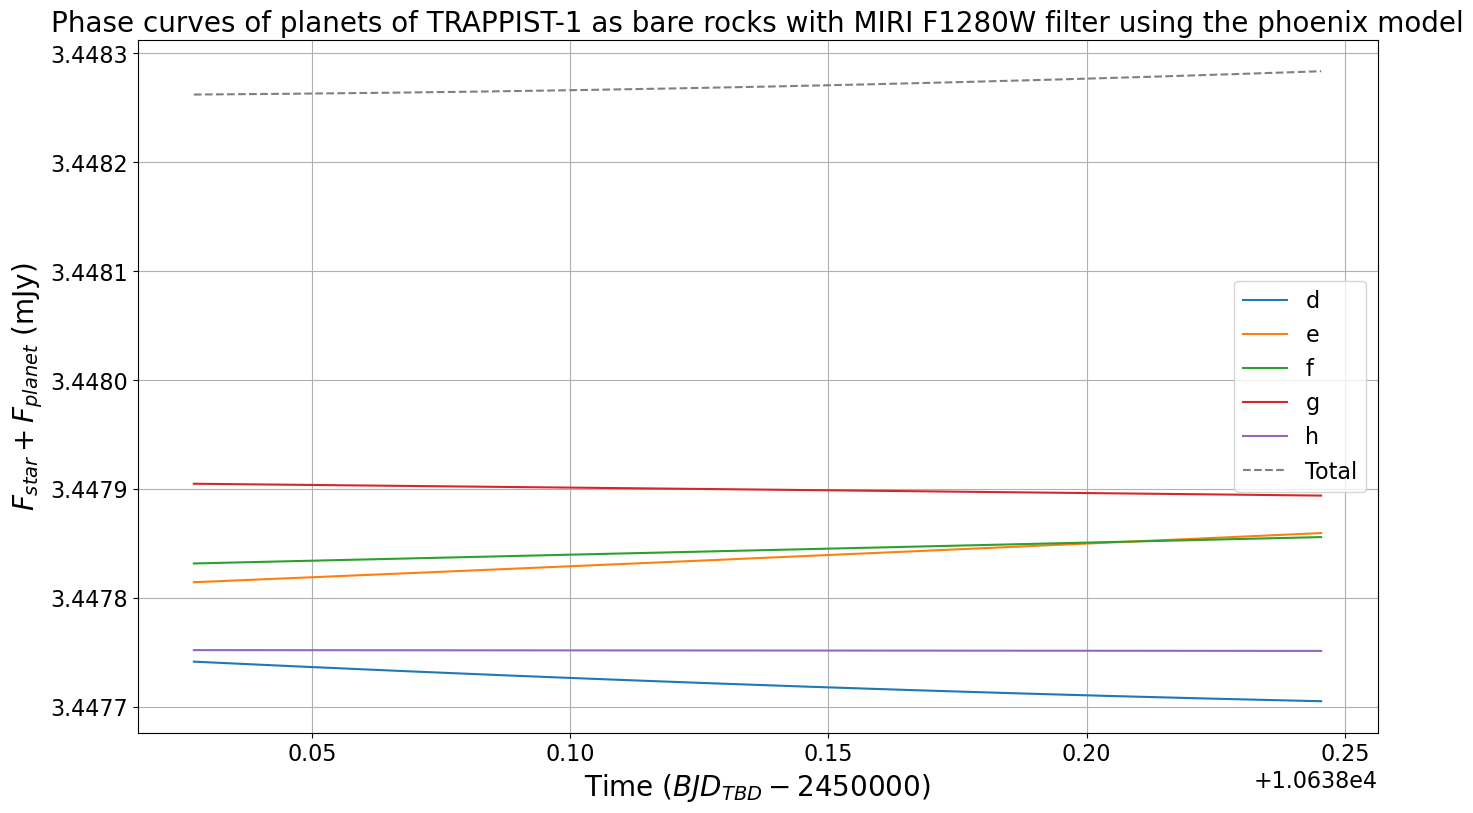 Phase curves of planets of TRAPPIST-1 as bare rocks with MIRI F1280W filter using the phoenix model
3.4483
3.4482
3.4481
3.4480
3.4479
3.4478
3.4477
F_star + F_planet (mJy)
d
e
f
g
h
Total
0.05 0.10 0.15 0.20 0.25
+1.0638e4
Time (BJD_TBD − 2450000)